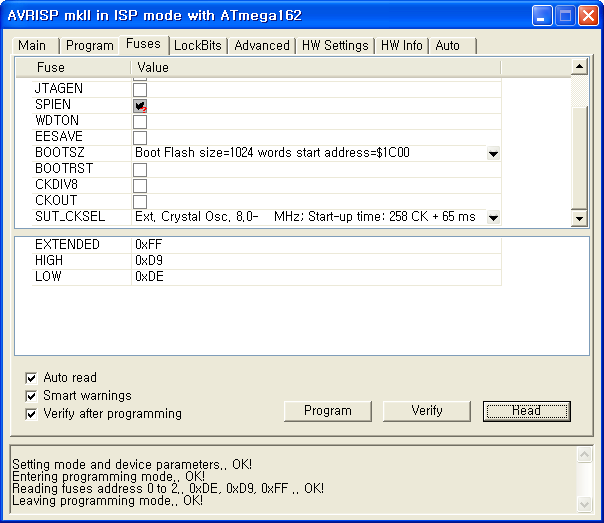 AVRISP mkII in ISP mode with ATmega162
Main Program Fuses LockBits Advanced HW Settings HW Info Auto
Fuse Value
JTAGEN
SPIEN
WDTON
EESAVE
BOOTSZ Boot Flash size=1024 words start address=$1C00
BOOTRST
CKDIV8
CKOUT
SUT_CKSEL Ext, Crystal Osc, 8,0- MHz; Start-up time: 258 CK + 65 ms
EXTENDED 0xFF
HIGH 0xD9
LOW 0xDE
Auto read
Smart warnings
Verify after programming
Program Verify Read
Setting mode and device parameters,, OK!
Entering programming mode,, OK!
Reading fuses address 0 to 2,, 0xDE, 0xD9, 0xFF ,, OK!
Leaving programming mode,, OK!